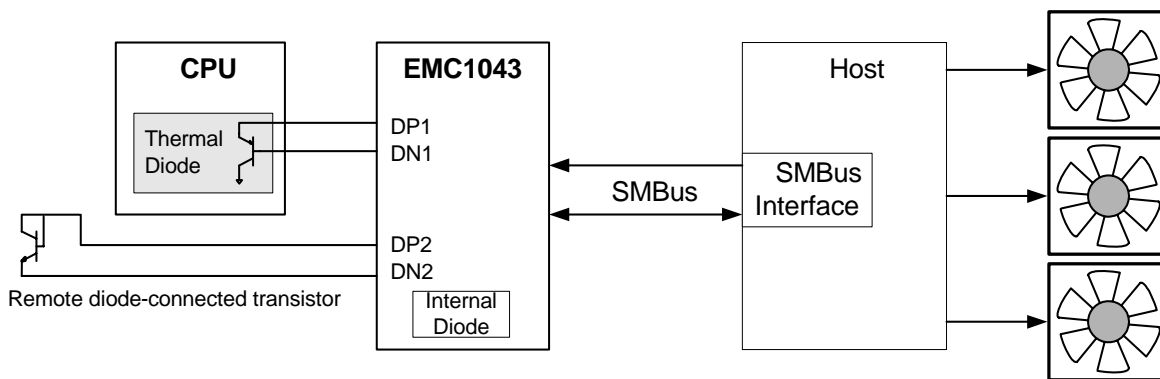 CPU
Thermal
Diode
EMC1043
DP1
DN1
DP2
DN2
Internal
Diode
Remote diode-connected transistor
SMBus
Host
SMBus
Interface